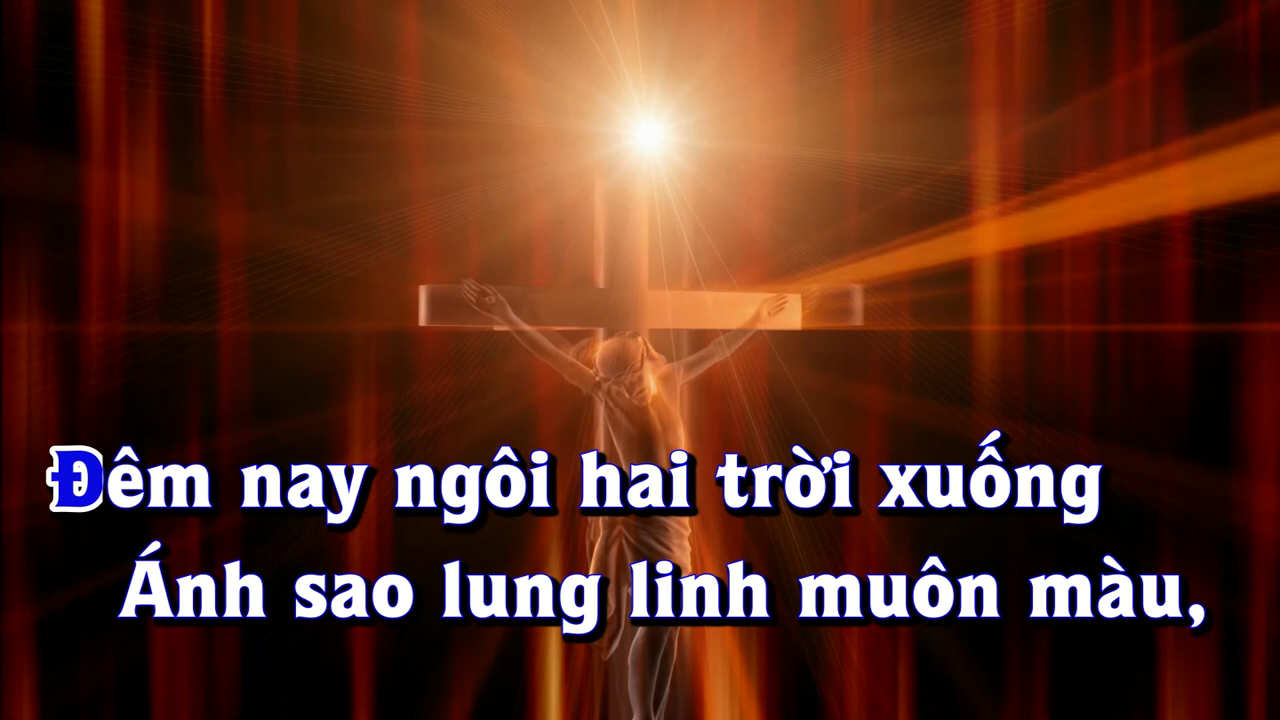 Đêm nay ngôi hai trời xuống
Ánh sao lung linh muôn màu,